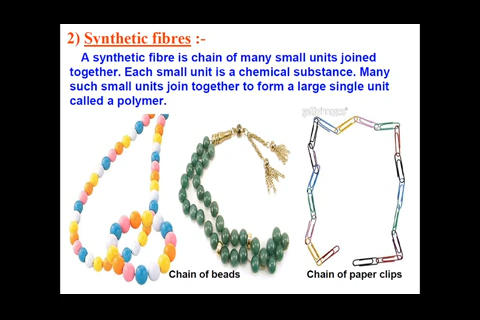 2) Synthetic fibres :-
A synthetic fibre is chain of many small units joined
together. Each small unit is a chemical substance. Many
such small units join together to form a large single unit
called a polymer.
gettyimages
Chain of beads
Chain of paper clips